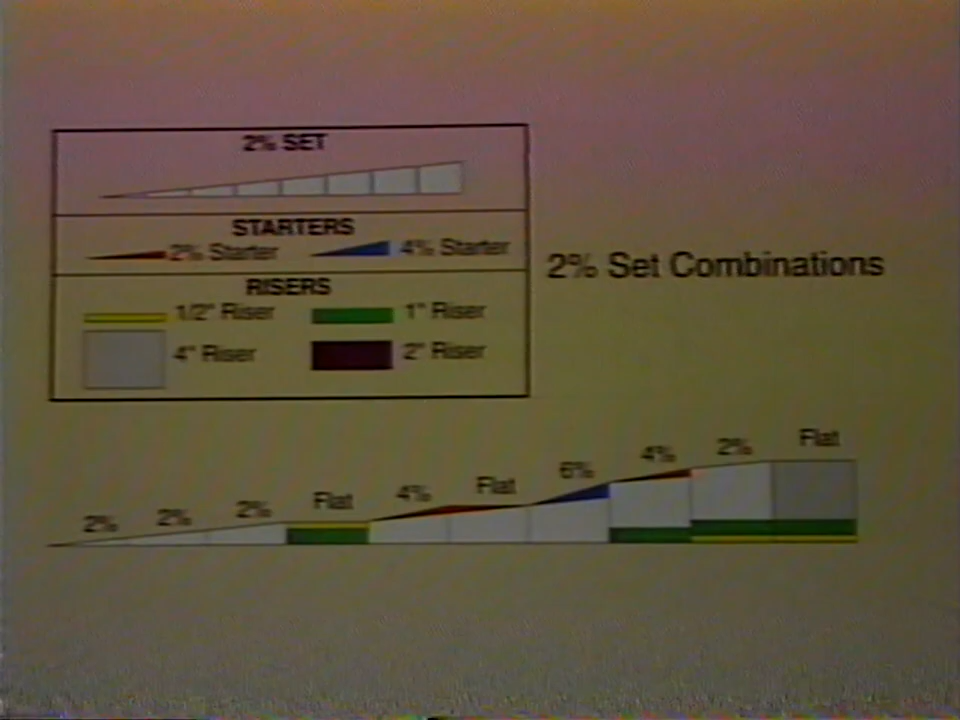 2% SET
STARTERS
2% Starter 4% Starter
RISERS
1/2" Riser 1" Riser
4" Riser 2" Riser
2% Set Combinations
2% 2% 2% Flat 4% Flat 6% 4% 2% Flat